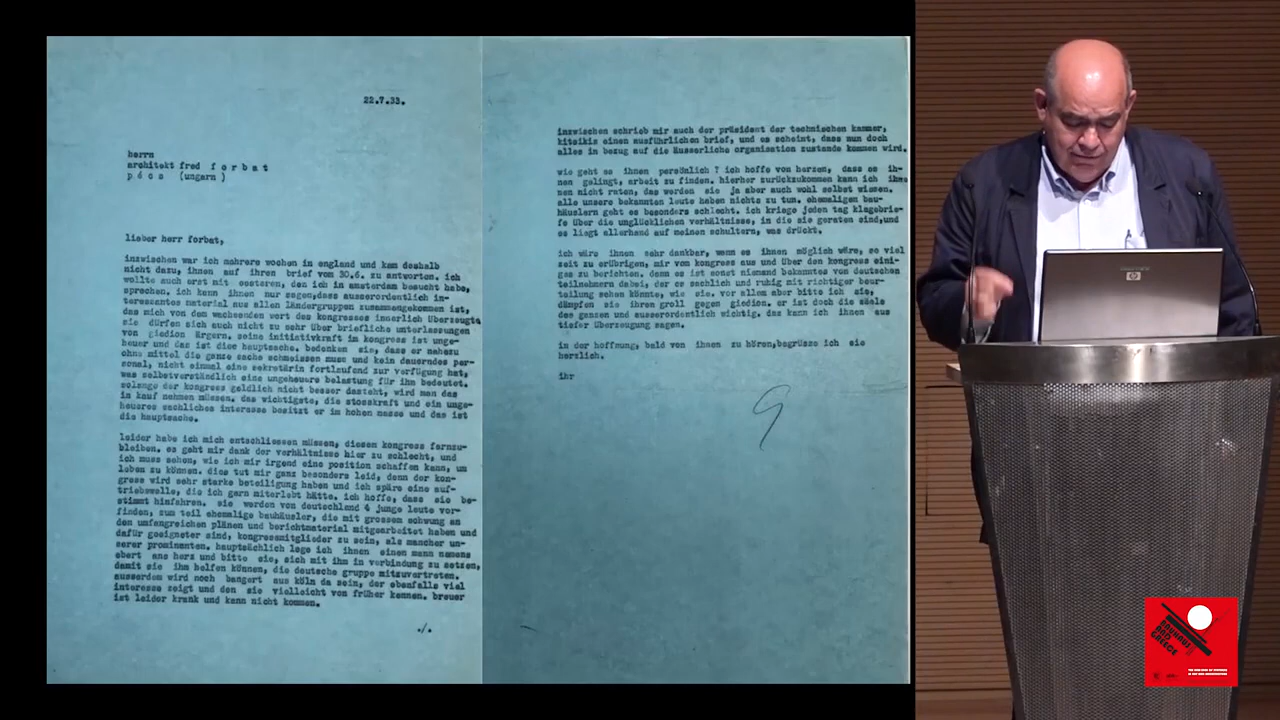 22.7.33.
herrn
architekt fred forbat
pécs (ungarn)
lieber herr forbat,
inzwischen war ich mehrere wochen in england und kam deshalb
nicht dazu, ihnen auf ihren brief vom 30.6. zu antworten. ich
wollte auch erst mit eesteren, den ich in amsterdam besucht habe,
sprechen. ich kann ihnen nur sagen,dass ausserordentlich in-
teressantes material aus allen ländergruppen zusammengekommen ist,
das mich von dem wachsenden wert des kongresses innerlich überzeugte
sie dürfen sich auch nicht zu sehr über briefliche unterlassungen
von giedion ärgern. seine initiativkraft im kongress ist unge-
heuer und das ist die hauptsache. bedenken sie, dass er nahezu
ohne mittel die ganze sache schmeissen muss und kein dauerndes per-
sonal, nicht einmal eine sekretärin fortlaufend zur verfügung hat,
was selbstverständlich eine ungeheure belastung für ihn bedeutet.
solange der kongress geldlich nicht besser dasteht, wird man das
in kauf nehmen müssen. das wichtigste, die stosskraft und ein unge-
heures sachliches interesse besitzt er im hohen masse und das ist
die hauptsache.
leider habe ich mich entschliessen müssen, diesem kongress fernzu-
bleiben. es geht mir dank der verhältnisse hier zu schlecht, und
ich muss sehen, wie ich mir irgend eine position schaffen kann, um
leben zu können. dies tut mir ganz besonders leid, denn der kon-
gress wird sehr starke beteiligung haben und ich spüre eine auf-
triebswelle, die ich gern miterlebt hätte. ich hoffe, dass sie be-
stimmt hinfahren. sie werden von deutschland 4 junge leute vor-
finden, zum teil ehemalige bauhäusler, die mit grossem schwung an
den umfangreichen plänen und berichtmaterial mitgearbeitet haben und
dafür geeigneter sind, kongressmitglieder zu sein, als mancher un-
serer prominenten. hauptsächlich lege ich ihnen einen mann namens
ebert ans herz und bitte sie, sich mit ihm in verbindung zu setzen,
damit sie ihm helfen können, die deutsche gruppe mitzuvertreten.
ausserdem wird noch bangert aus köln da sein, der ebenfalls viel
interesse zeigt und den sie vielleicht von früher kennen. breuer
ist leider krank und kann nicht kommen.
./.
inzwischen schrieb mir auch der präsident der technischen kammer,
kitsikis einen ausführlichen brief, und es scheint, dass nun doch
alles in bezug auf die äusserliche organisation zustande kommen wird.
wie geht es ihnen persönlich ? ich hoffe von herzen, dass es ih-
nen gelingt, arbeit zu finden. hierher zurückzukommen kann ich ihne
nen nicht raten, das werden sie ja aber auch wohl selbst wissen.
alle unsere bekannten leute haben nichts zu tun. ehemaligen bau-
häuslern geht es besonders schlecht. ich kriege jeden tag klagebrie-
fe über die unglücklichen verhältnisse, in die sie geraten sind,und
es liegt allerhand auf meinen schultern, was drückt.
ich wäre ihnen sehr dankbar, wenn es ihnen möglich wäre, so viel
zeit zu erübrigen, mir vom kongress aus und über den kongress eini-
ges zu berichten. denn es ist sonst niemand bekanntes von deutschen
teilnehmern dabei, der es sachlich und ruhig mit richtiger beur-
teilung sehen könnte, wie sie. vor allem aber bitte ich sie,
dämpfen sie ihren groll gegen giedion. er ist doch die seele
des ganzen und ausserordentlich wichtig. das kann ich ihnen aus
tiefer überzeugung sagen.
in der hoffnung, bald von ihnen zu hören,begrüsse ich sie
herzlich.
ihr
hp
BAUHAUS
AND
GREECE